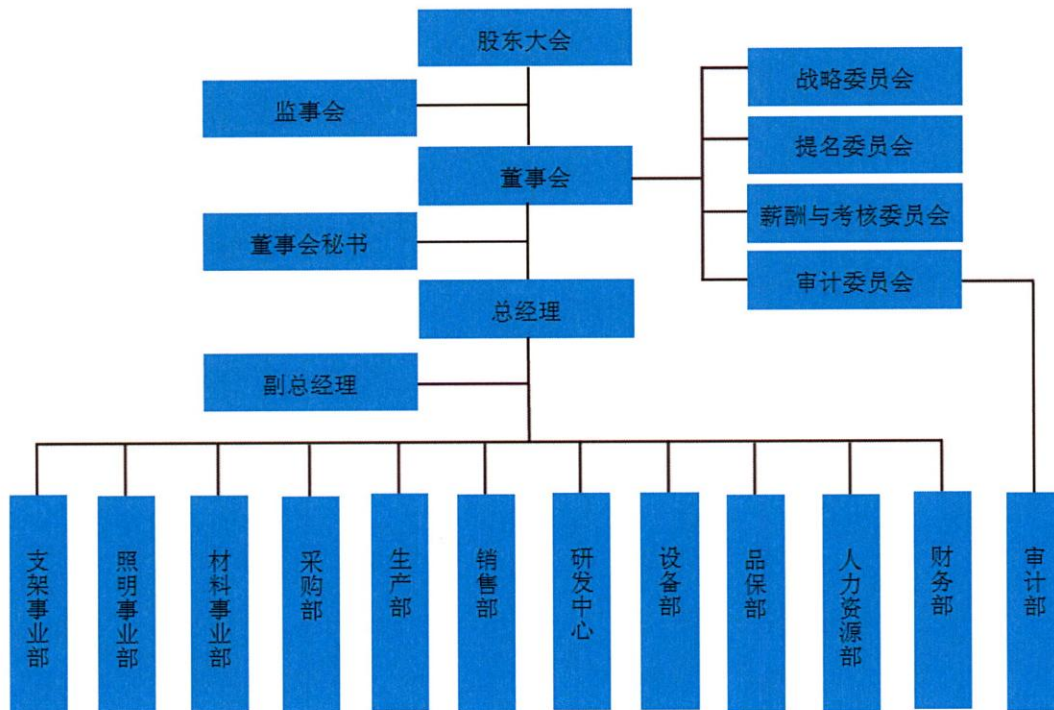 股东大会
监事会
战略委员会
提名委员会
董事会
薪酬与考核委员会
董事会秘书
审计委员会
总经理
副总经理
支架事业部
照明事业部
材料事业部
采购部
生产部
销售部
研发中心
设备部
品保部
人力资源部
财务部
审计部